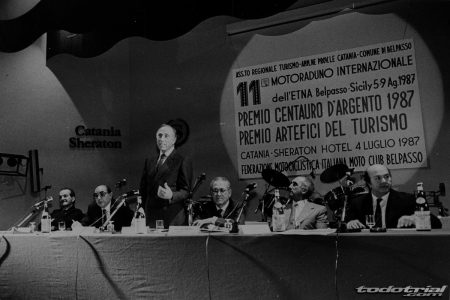 ASS.TO REGIONALE TURISMO - AMM.NE PROV.LE CATANIA - COMUNE DI BELPASSO
11° MOTORADUNO INTERNAZIONALE
dell'ETNA Belpasso-Sicily 5-9 Ag. 1987
PREMIO CENTAURO D'ARGENTO 1987
PREMIO ARTEFICI DEL TURISMO
CATANIA-SHERATON HOTEL 4 LUGLIO 1987
FEDERAZIONE MOTOCICLISTICA ITALIANA MOTO CLUB BELPASSO
Catania
Sheraton
todotrial
.com